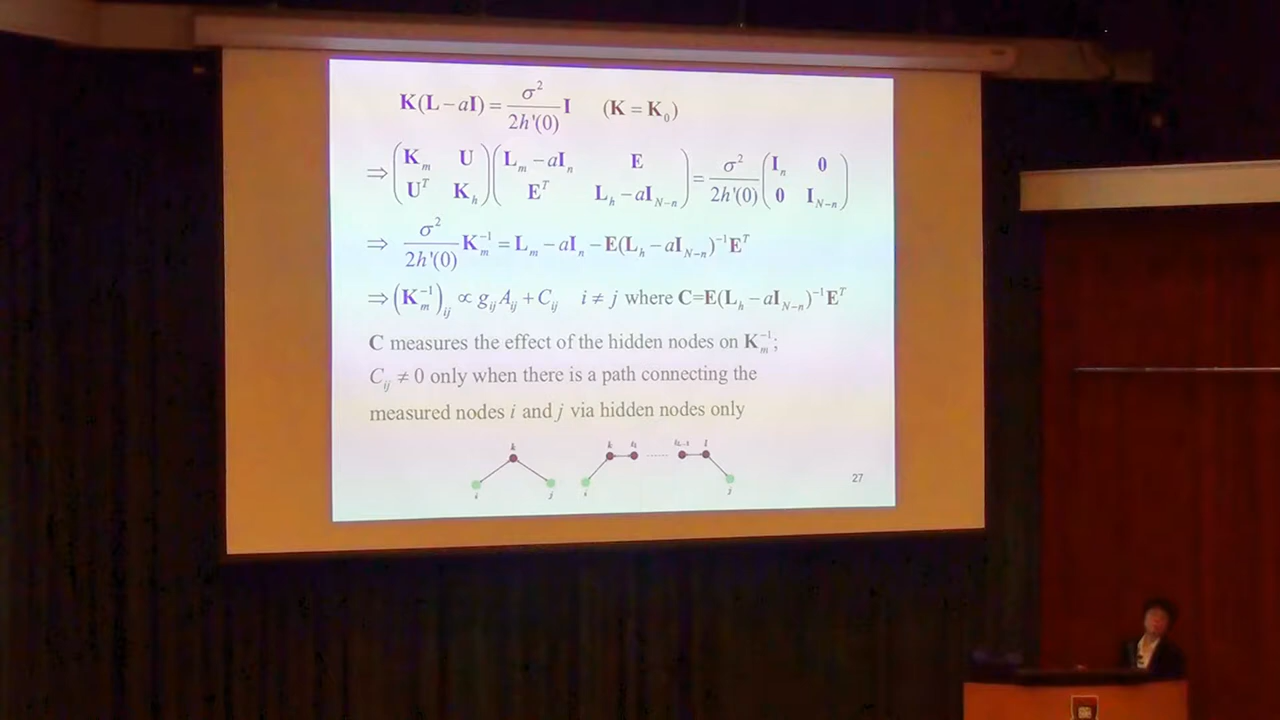 K(L − aI) = σ² / 2h'(0) I (K = K₀)
⇒ (K_m U; U^T K_h) (L_m − aI_n E; E^T L_h − aI_{N−n}) = σ² / 2h'(0) (I_n 0; 0 I_{N−n})
⇒ σ² / 2h'(0) K_m^{−1} = L_m − aI_n − E(L_h − aI_{N−n})^{−1}E^T
⇒ (K_m^{−1})_{ij} ∝ g_{ij}A_{ij} + C_{ij} i ≠ j where C=E(L_h − aI_{N−n})^{−1}E^T
C measures the effect of the hidden nodes on K_m^{−1};
C_{ij} ≠ 0 only when there is a path connecting the
measured nodes i and j via hidden nodes only
k k l
i j i j
27